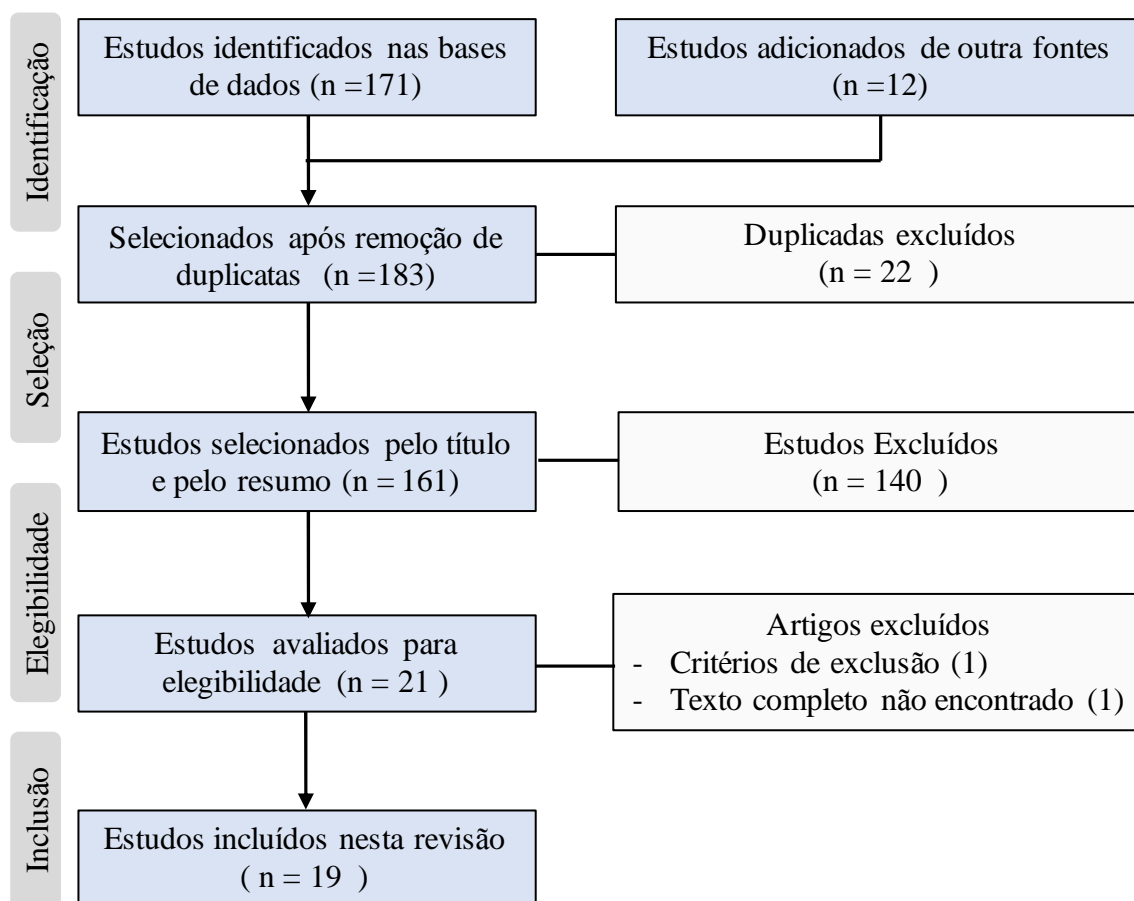 Identificação
Estudos identificados nas bases
de dados (n =171)
Estudos adicionados de outra fontes
(n =12)
Selecionados após remoção de
duplicatas (n =183)
Duplicadas excluídos
(n = 22 )
Seleção
Estudos selecionados pelo título
e pelo resumo (n = 161)
Estudos Excluídos
(n = 140 )
Elegibilidade
Estudos avaliados para
elegibilidade (n = 21 )
Artigos excluídos
- Critérios de exclusão (1)
- Texto completo não encontrado (1)
Inclusão
Estudos incluídos nesta revisão
( n = 19 )